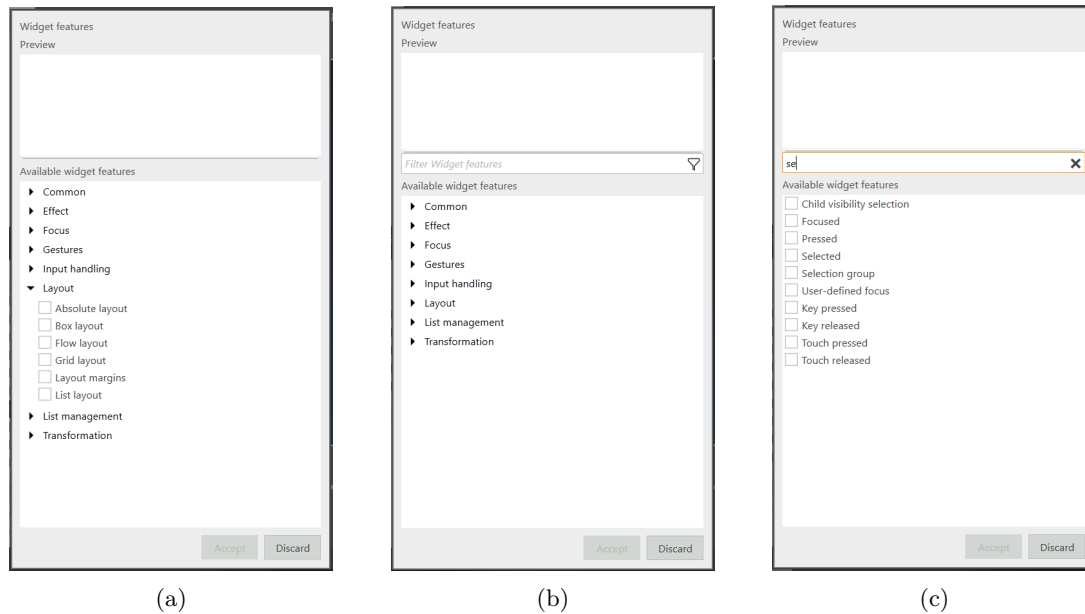 Widget features
Preview
Available widget features
Common
Effect
Focus
Gestures
Input handling
Layout
Absolute layout
Box layout
Flow layout
Grid layout
Layout margins
List layout
List management
Transformation
Accept Discard
(a)
Widget features
Preview
Filter Widget features
Available widget features
Common
Effect
Focus
Gestures
Input handling
Layout
List management
Transformation
Accept Discard
(b)
Widget features
Preview
se
Available widget features
Child visibility selection
Focused
Pressed
Selected
Selection group
User-defined focus
Key pressed
Key released
Touch pressed
Touch released
Accept Discard
(c)